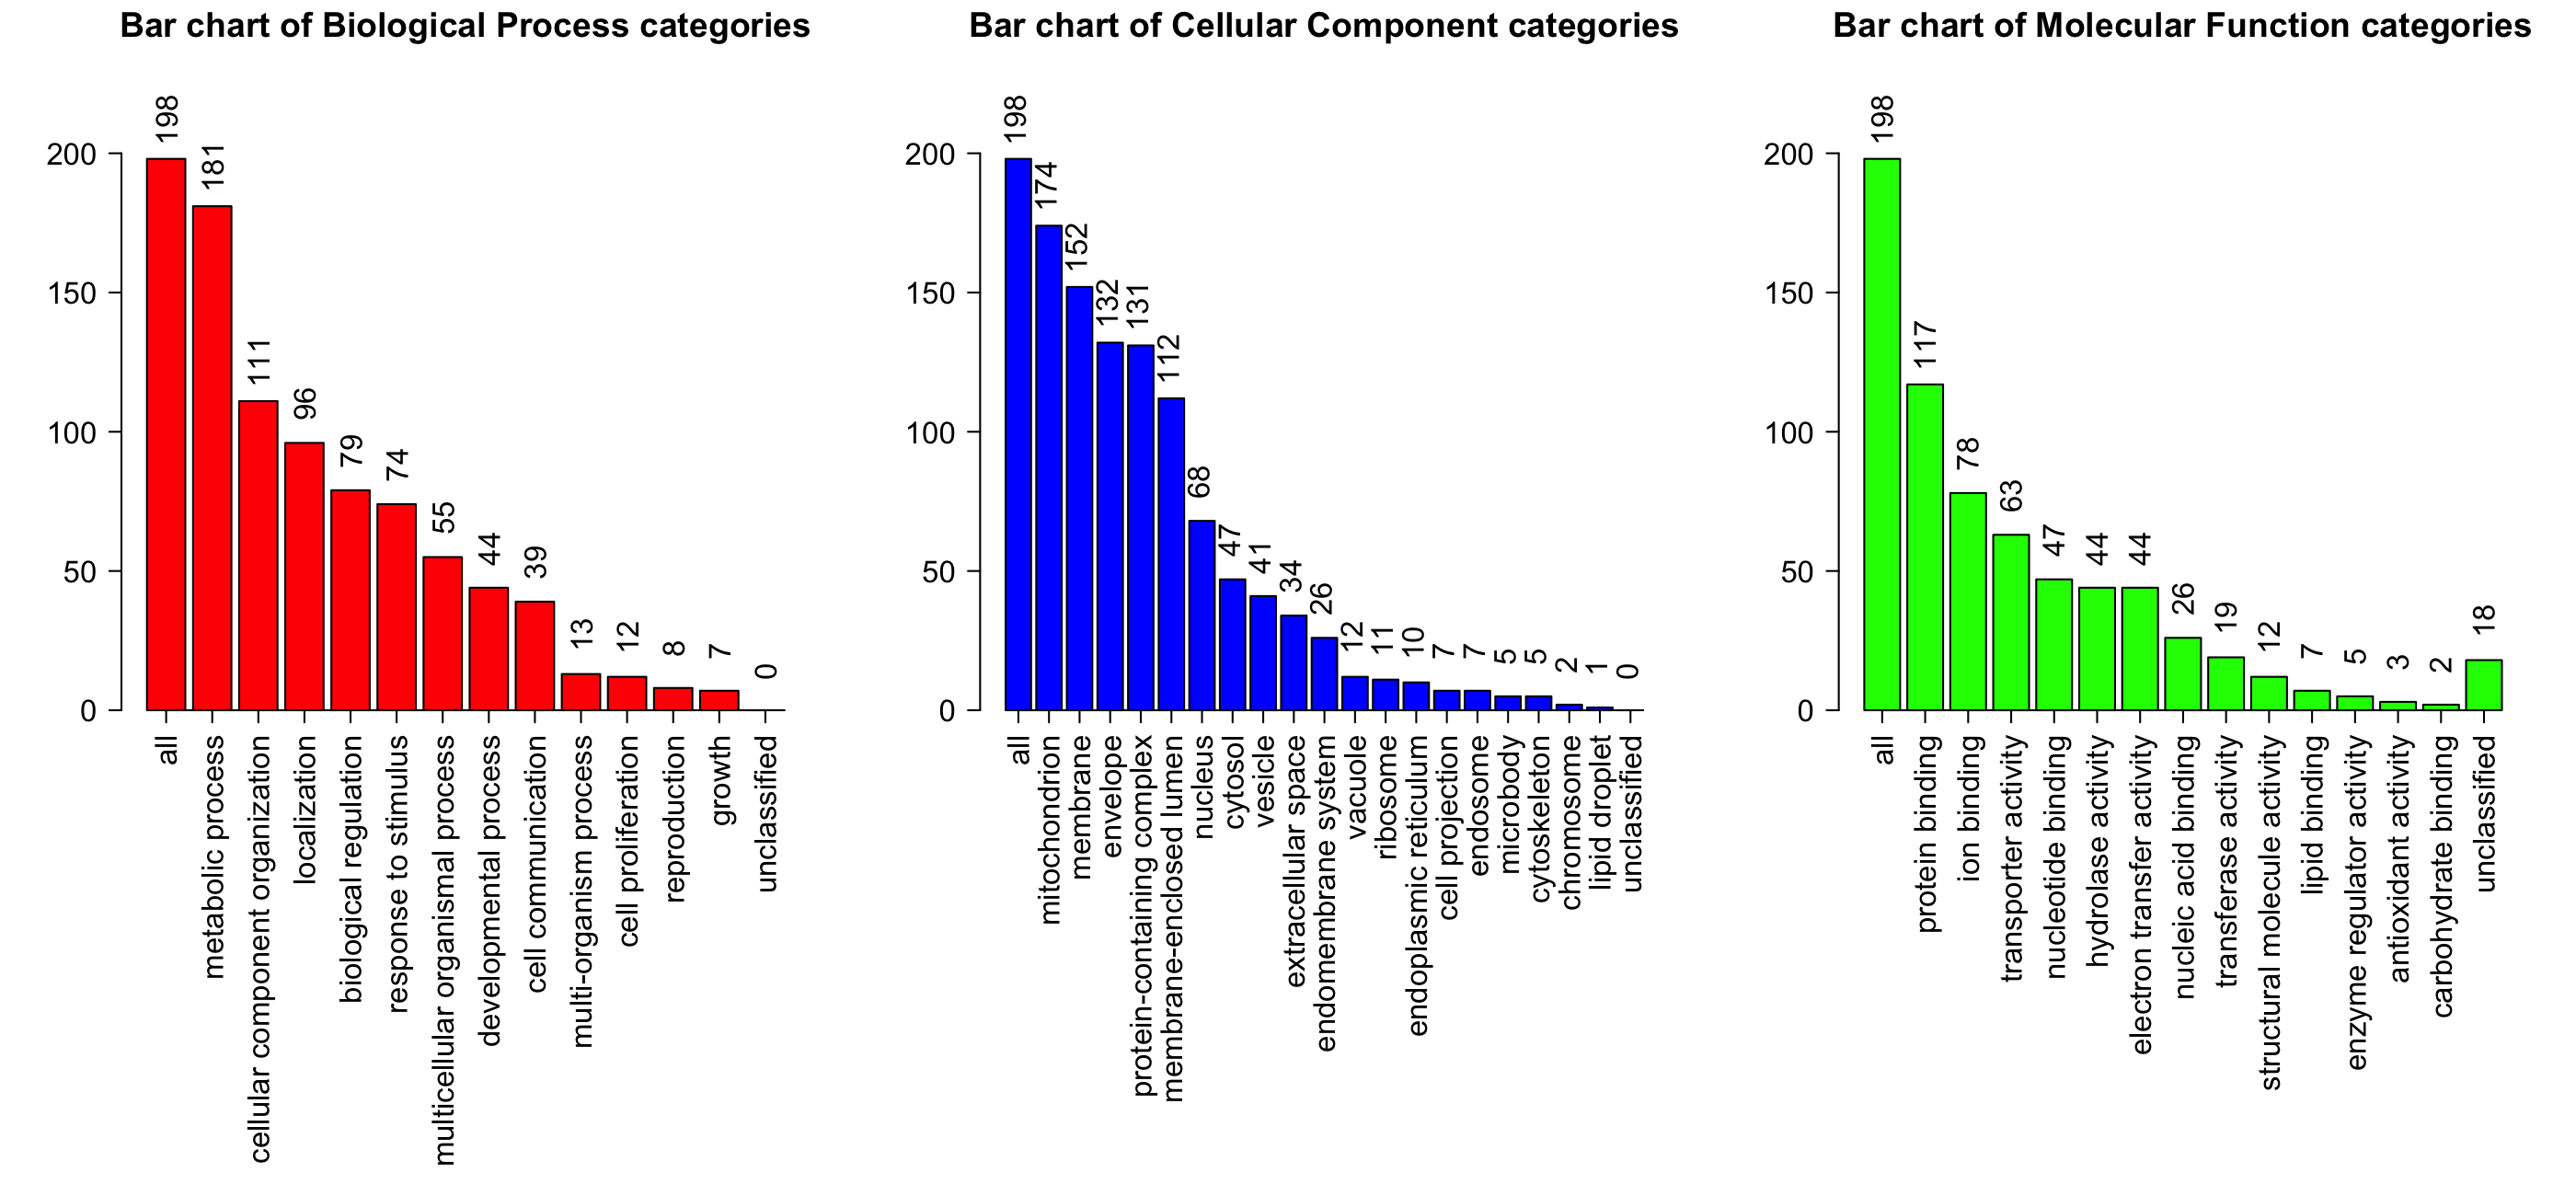 Bar chart of Biological Process categories
200
150
100
50
0
198
181
111
96
79
74
55
44
39
13
12
8
7
0
all
metabolic process
cellular component organization
localization
biological regulation
response to stimulus
multicellular organismal process
developmental process
cell communication
multi-organism process
cell proliferation
reproduction
growth
unclassified
Bar chart of Cellular Component categories
200
150
100
50
0
198
174
152
132
131
112
68
47
41
34
26
12
11
10
7
7
5
5
2
1
0
all
mitochondrion
membrane
envelope
protein-containing complex
membrane-enclosed lumen
nucleus
cytosol
vesicle
extracellular space
endomembrane system
vacuole
ribosome
endoplasmic reticulum
cell projection
endosome
microbody
cytoskeleton
chromosome
lipid droplet
unclassified
Bar chart of Molecular Function categories
200
150
100
50
0
198
117
78
63
47
44
44
26
19
12
7
5
3
2
18
all
protein binding
ion binding
transporter activity
nucleotide binding
hydrolase activity
electron transfer activity
nucleic acid binding
transferase activity
structural molecule activity
lipid binding
enzyme regulator activity
antioxidant activity
carbohydrate binding
unclassified